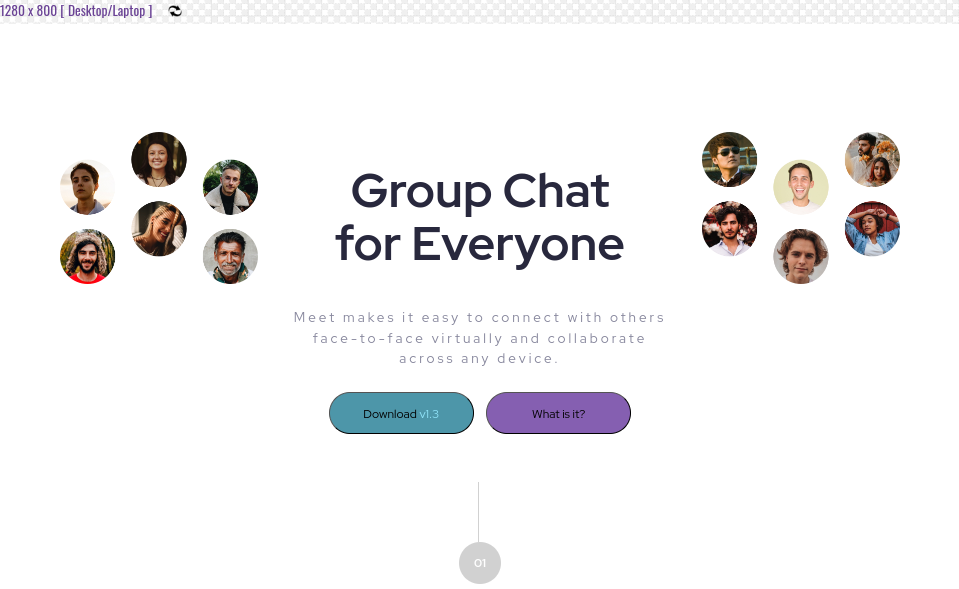 1280 x 800 [ Desktop/Laptop ]
Group Chat
for Everyone
Meet makes it easy to connect with others
face-to-face virtually and collaborate
across any device.
Download v1.3
What is it?
01